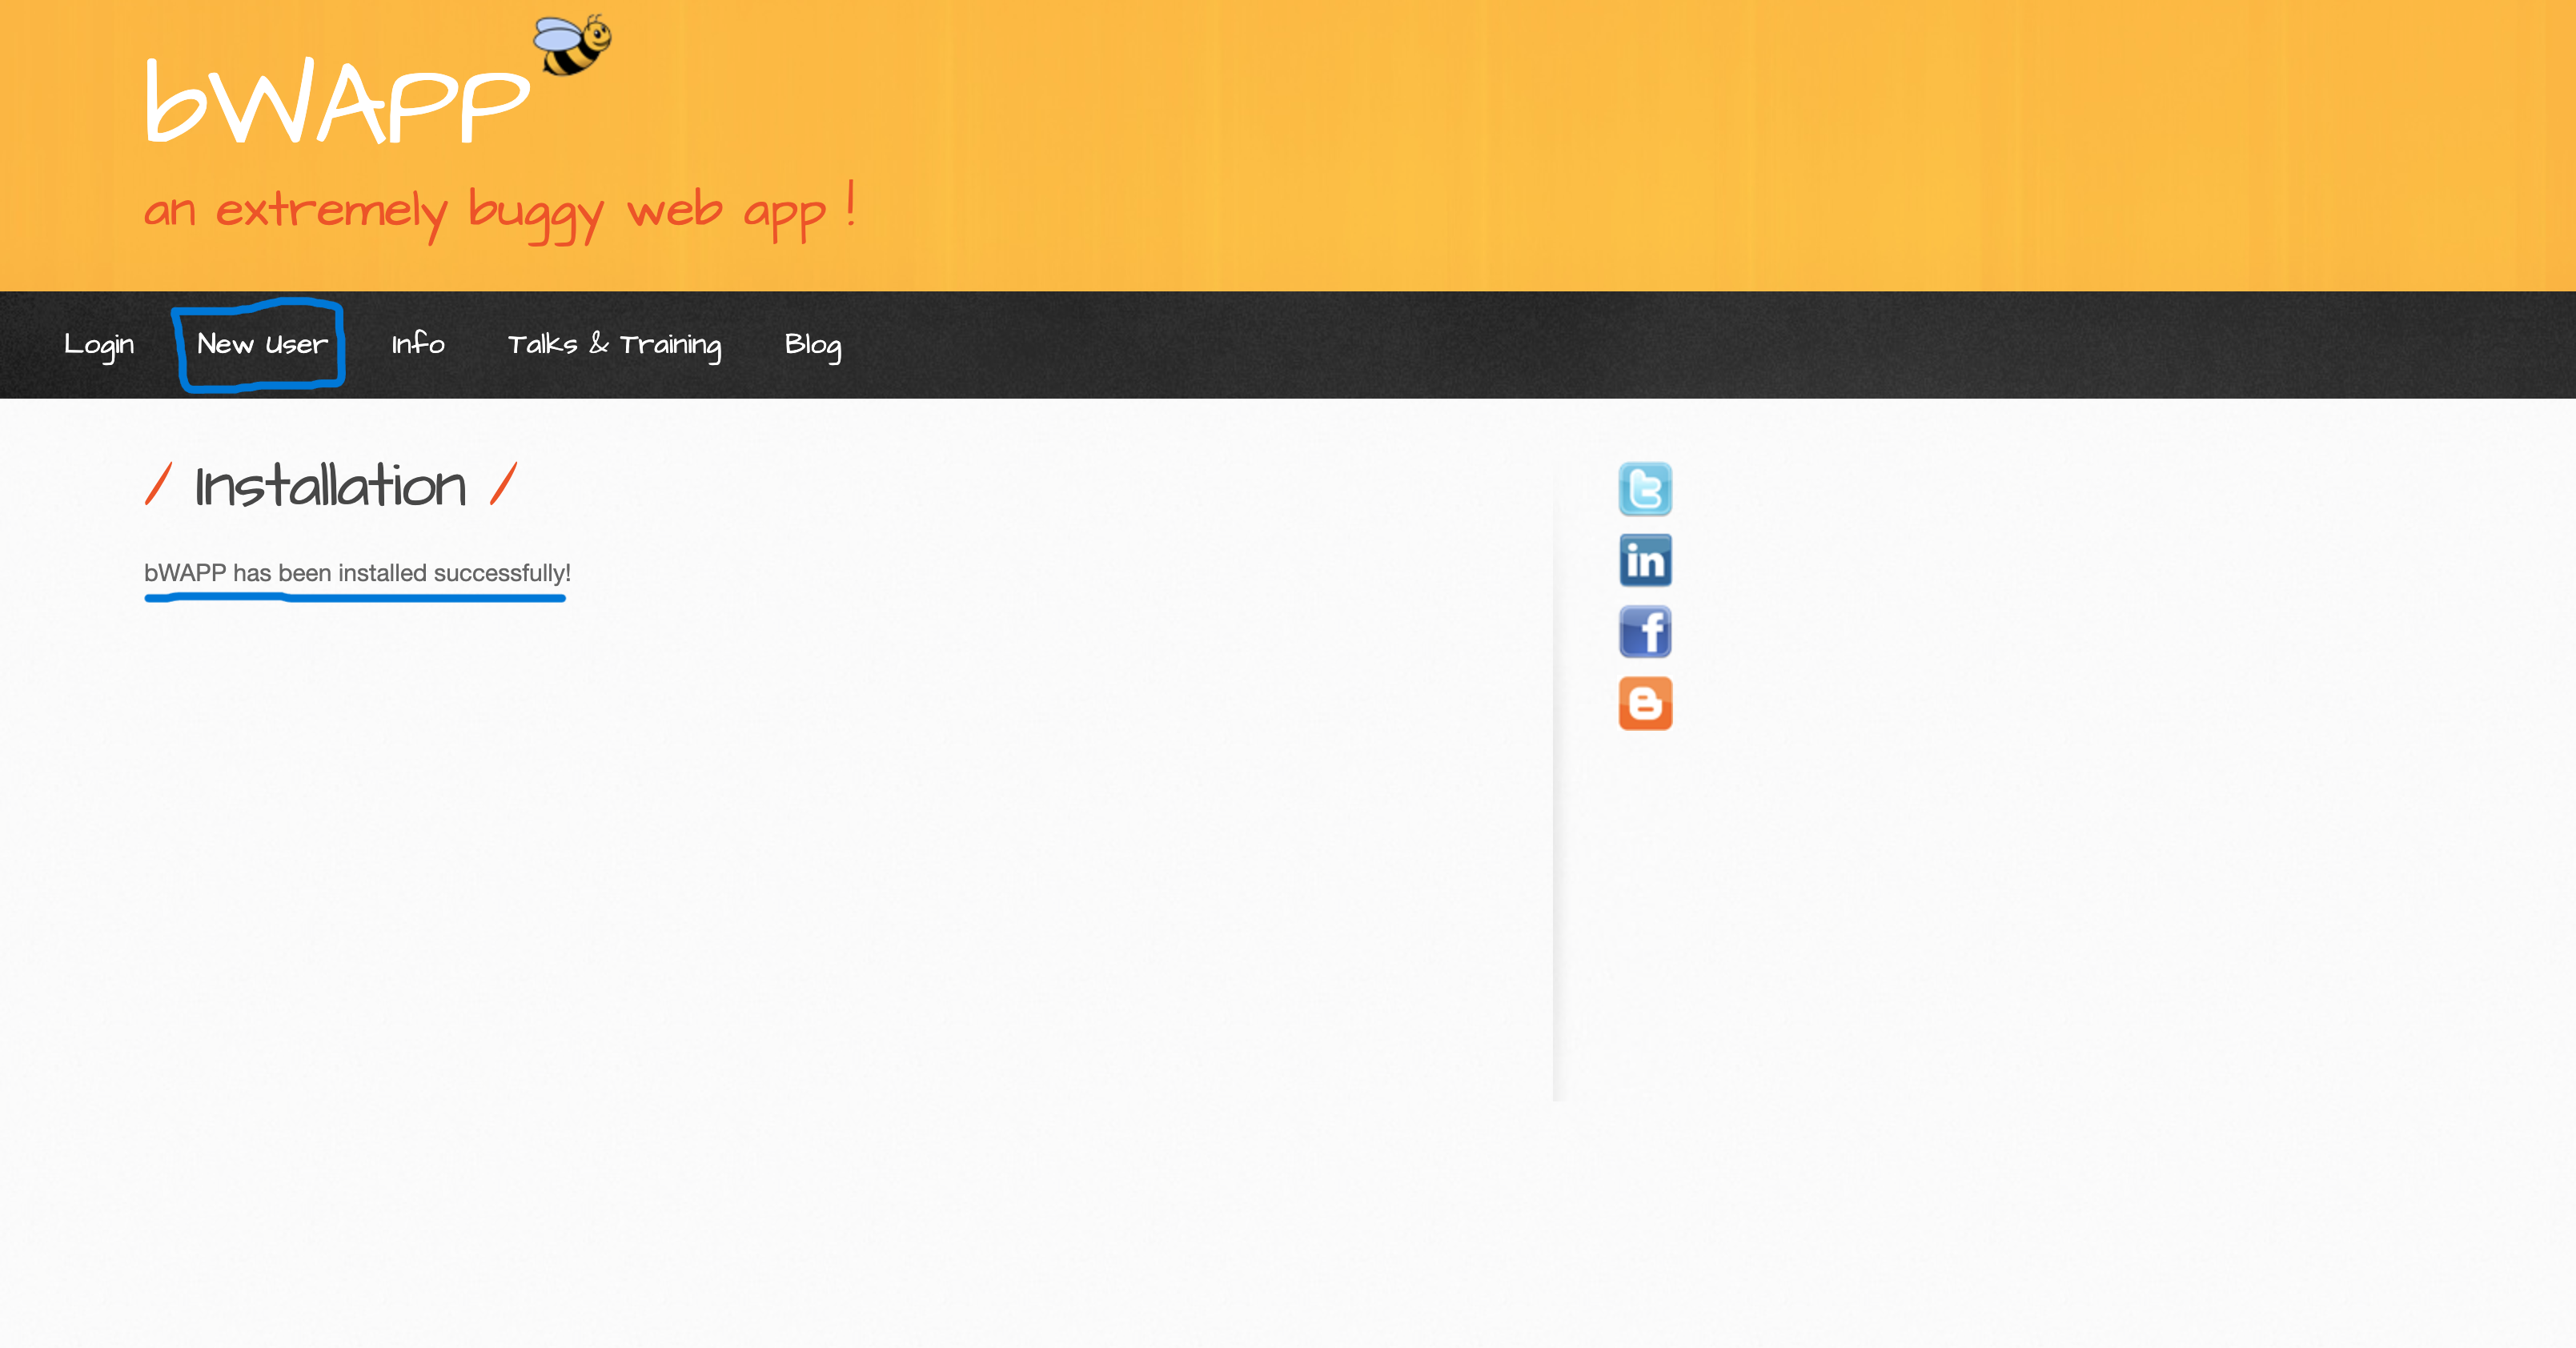 bWAPP
an extremely buggy web app !
Login New User Info Talks & Training Blog
/ Installation /
bWAPP has been installed successfully!